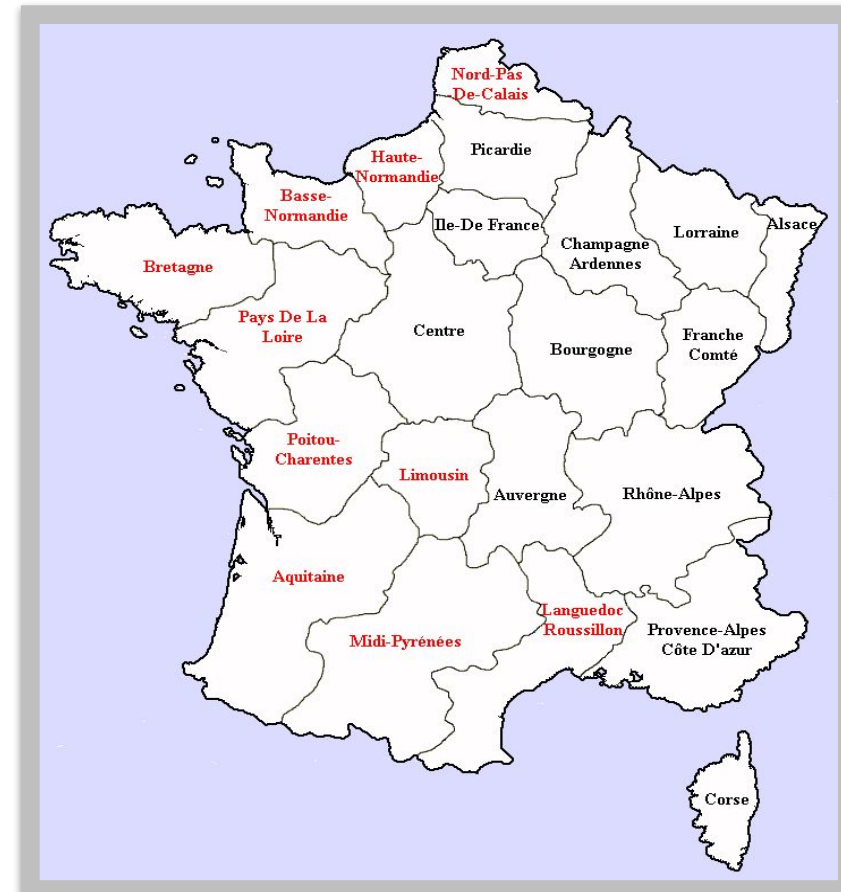 Nord-Pas
De-Calais
Picardie
Haute-
Normandie
Basse-
Normandie
Ile-De France
Champagne
Ardennes
Lorraine
Alsace
Bretagne
Pays De La
Loire
Centre
Bourgogne
Franche
Comté
Poitou-
Charentes
Limousin
Auvergne
Rhône-Alpes
Aquitaine
Midi-Pyrénées
Languedoc
Roussillon
Provence-Alpes
Côte D'azur
Corse